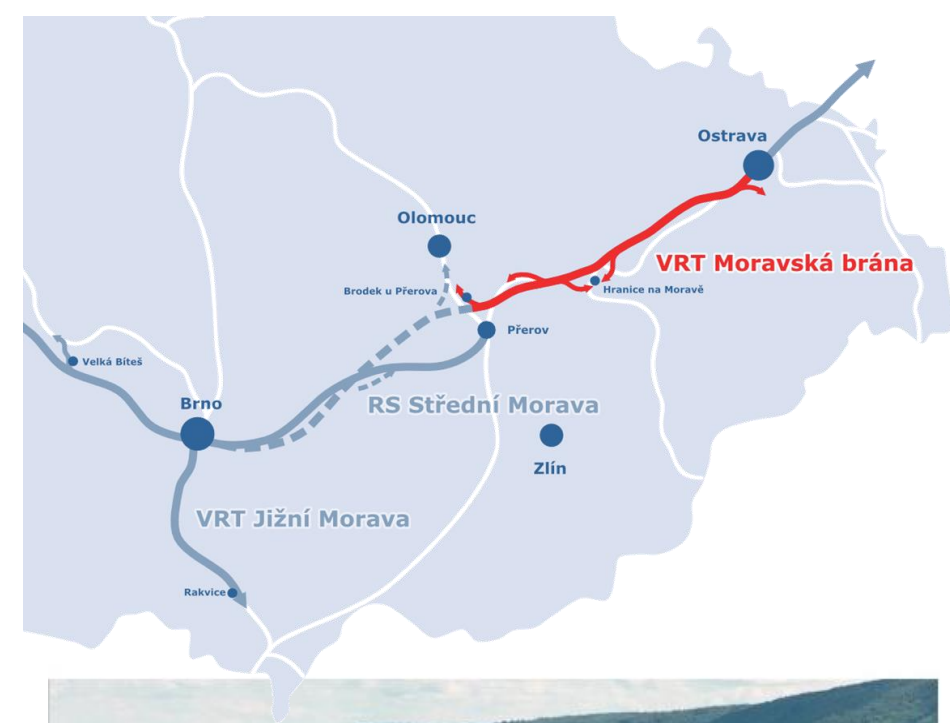 Ostrava
Olomouc
VRT Moravská brána
Brodek u Přerova
Hranice na Moravě
Přerov
Velká Bíteš
Brno
RS Střední Morava
Zlín
VRT Jižní Morava
Rakvice